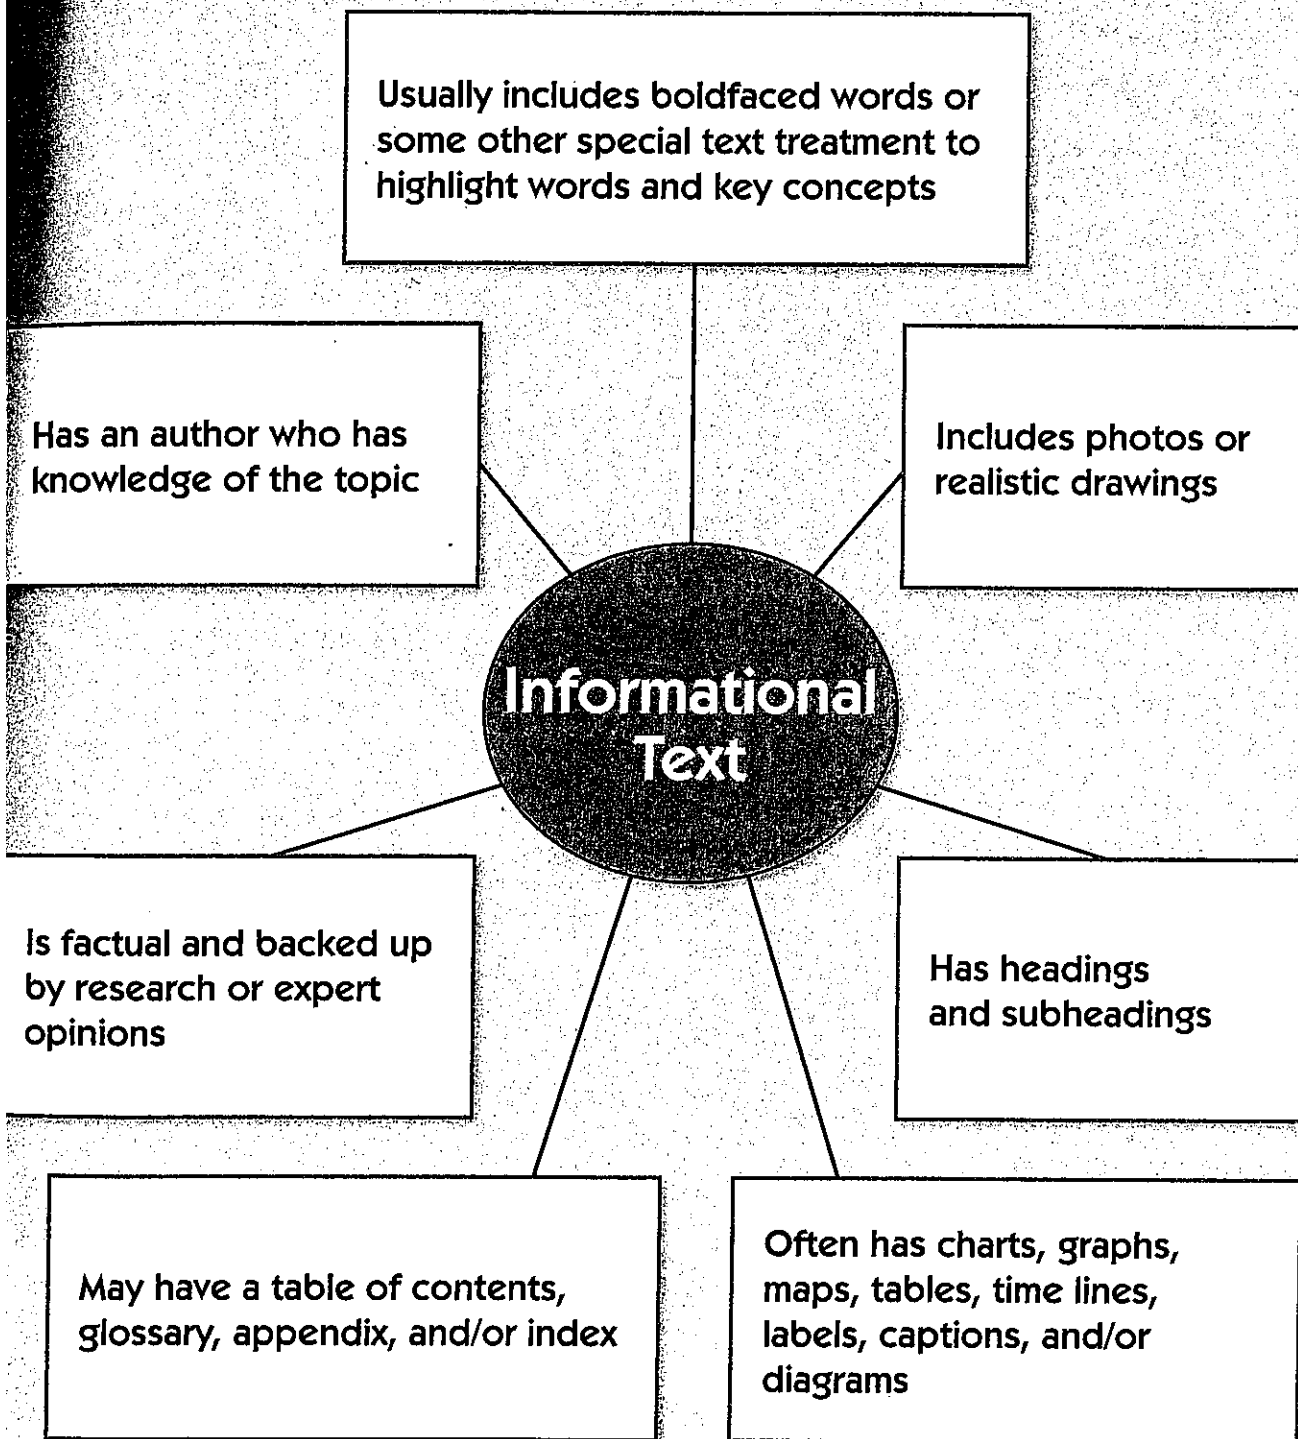 Usually includes boldfaced words or
some other special text treatment to
highlight words and key concepts
Has an author who has
knowledge of the topic
Includes photos or
realistic drawings
Informational
Text
Is factual and backed up
by research or expert
opinions
Has headings
and subheadings
May have a table of contents,
glossary, appendix, and/or index
Often has charts, graphs,
maps, tables, time lines,
labels, captions, and/or
diagrams